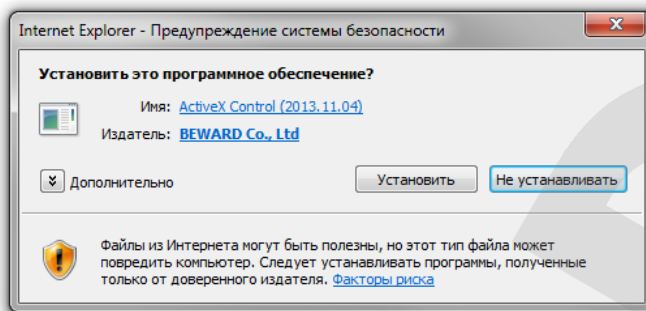 Internet Explorer - Предупреждение системы безопасности
Установить это программное обеспечение?
Имя: ActiveX Control (2013.11.04)
Издатель: BEWARD Co., Ltd
Дополнительно
Установить
Не устанавливать
Файлы из Интернета могут быть полезны, но этот тип файла может
повредить компьютер. Следует устанавливать программы, полученные
только от доверенного издателя. Факторы риска